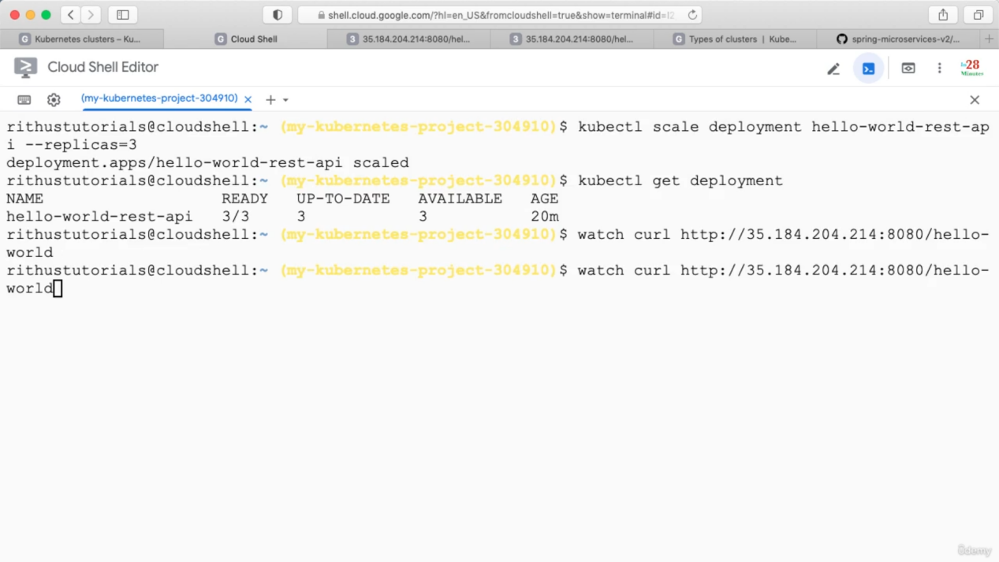 shell.cloud.google.com/?hl=en_US&fromcloudshell=true&show=terminal#id=I2
Kubernetes clusters – Ku...
Cloud Shell
3 35.184.204.214:8080/hel...
3 35.184.204.214:8080/hel...
Types of clusters | Kube...
spring-microservices-v2/...
Cloud Shell Editor
in28
Minutes
(my-kubernetes-project-304910)
rithustutorials@cloudshell:~ (my-kubernetes-project-304910)$ kubectl scale deployment hello-world-rest-ap
i --replicas=3
deployment.apps/hello-world-rest-api scaled
rithustutorials@cloudshell:~ (my-kubernetes-project-304910)$ kubectl get deployment
NAME READY UP-TO-DATE AVAILABLE AGE
hello-world-rest-api 3/3 3 3 20m
rithustutorials@cloudshell:~ (my-kubernetes-project-304910)$ watch curl http://35.184.204.214:8080/hello-
world
rithustutorials@cloudshell:~ (my-kubernetes-project-304910)$ watch curl http://35.184.204.214:8080/hello-
world
ûdemy